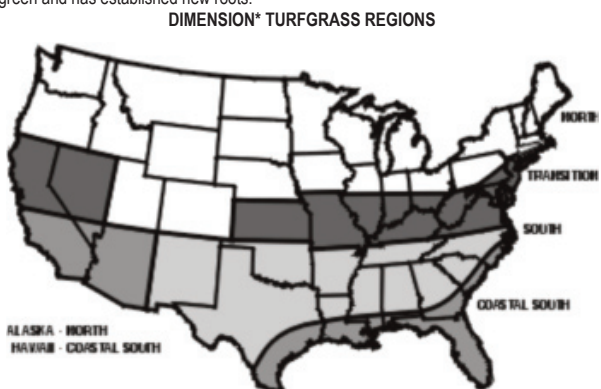 green and has established new roots.
DIMENSION* TURFGRASS REGIONS
NORTH
TRANSITION
SOUTH
COASTAL SOUTH
ALASKA - NORTH
HAWAII - COASTAL SOUTH